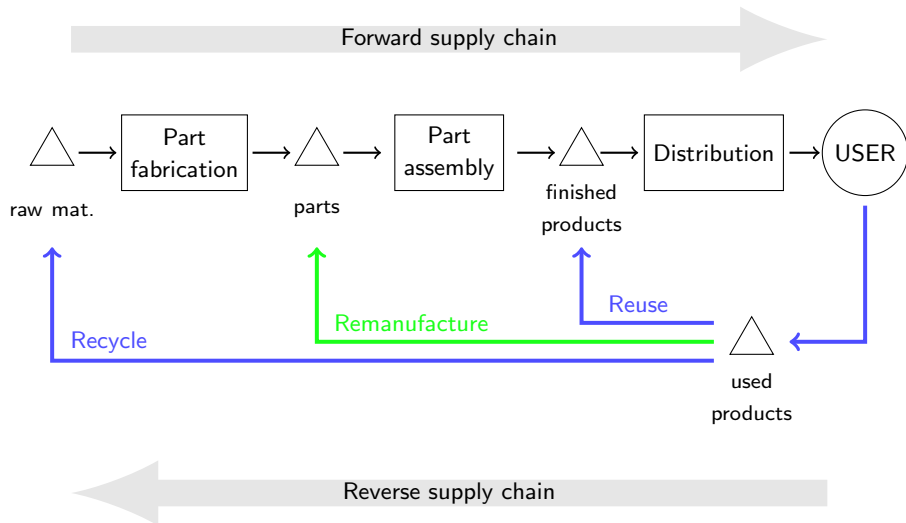 Forward supply chain
Part
fabrication
Part
assembly
Distribution
USER
raw mat.
parts
finished
products
Reuse
Remanufacture
Recycle
used
products
Reverse supply chain